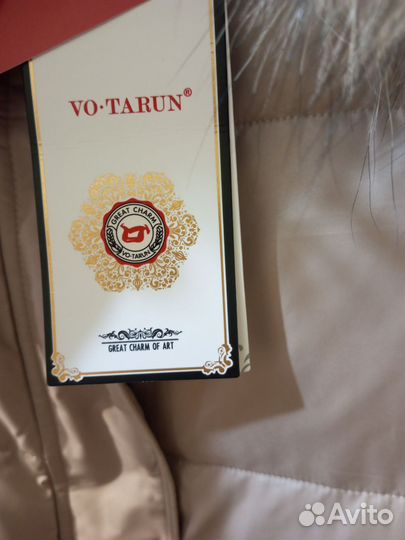 VO·TARUN®
GREAT CHARM
VO-TARUN
GREAT CHARM OF ART
Avito